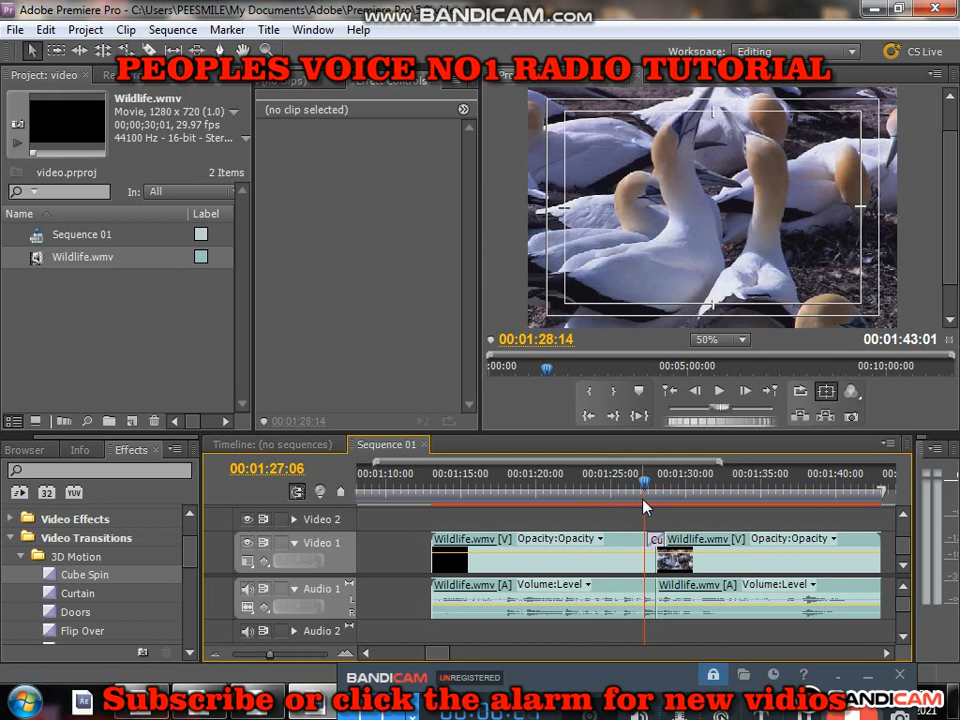 Adobe Premiere Pro - C:\Users\PEESMILE\My Documents\Adobe\Premiere Pro
www.BANDICAM.com
File Edit Project Clip Sequence Marker Title Window Help
Workspace: Editing CS Live
PEOPLES VOICE NO1 RADIO TUTORIAL
Project: video
Effect Controls
Wildlife.wmv
Movie, 1280 x 720 (1.0)
00;00;30;01, 29.97 fps
44100 Hz - 16-bit - Ster...
(no clip selected)
video.prproj
2 Items
In: All
Name Label
Sequence 01
Wildlife.wmv
00:01:28:14 50% 00:01:43:01
:00:00 00:05:00:00 00:10:00:00
00:01:28:14
Browser Info Effects
Timeline: (no sequences) Sequence 01
00:01:27:06
00:01:10:00 00:01:15:00 00:01:20:00 00:01:25:00 00:01:30:00 00:01:35:00 00:01:40:00 00:
32 YUV
Video Effects
Video Transitions
3D Motion
Cube Spin
Curtain
Doors
Flip Over
Video 2
Video 1
Wildlife.wmv [V] Opacity:Opacity Cu Wildlife.wmv [V] Opacity:Opacity
Audio 1
L
R
Wildlife.wmv [A] Volume:Level Wildlife.wmv [A] Volume:Level
Audio 2
BANDICAM UNREGISTERED
Subscribe or click the alarm for new vidios
BANDICAM
2021